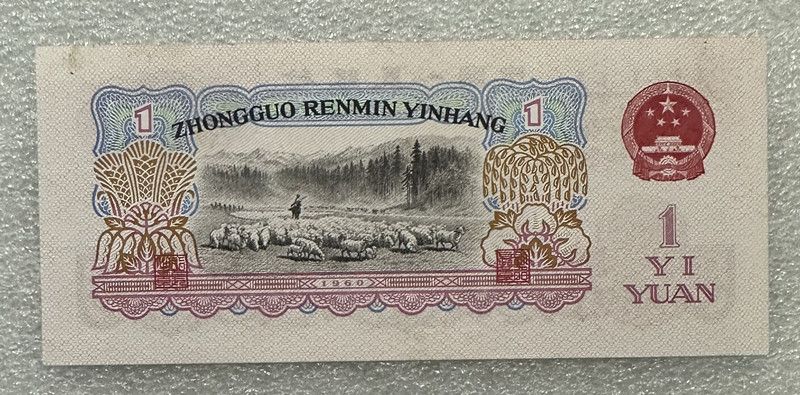 ZHONGGUO RENMIN YINHANG
1
1
1960
1
YI
YUAN